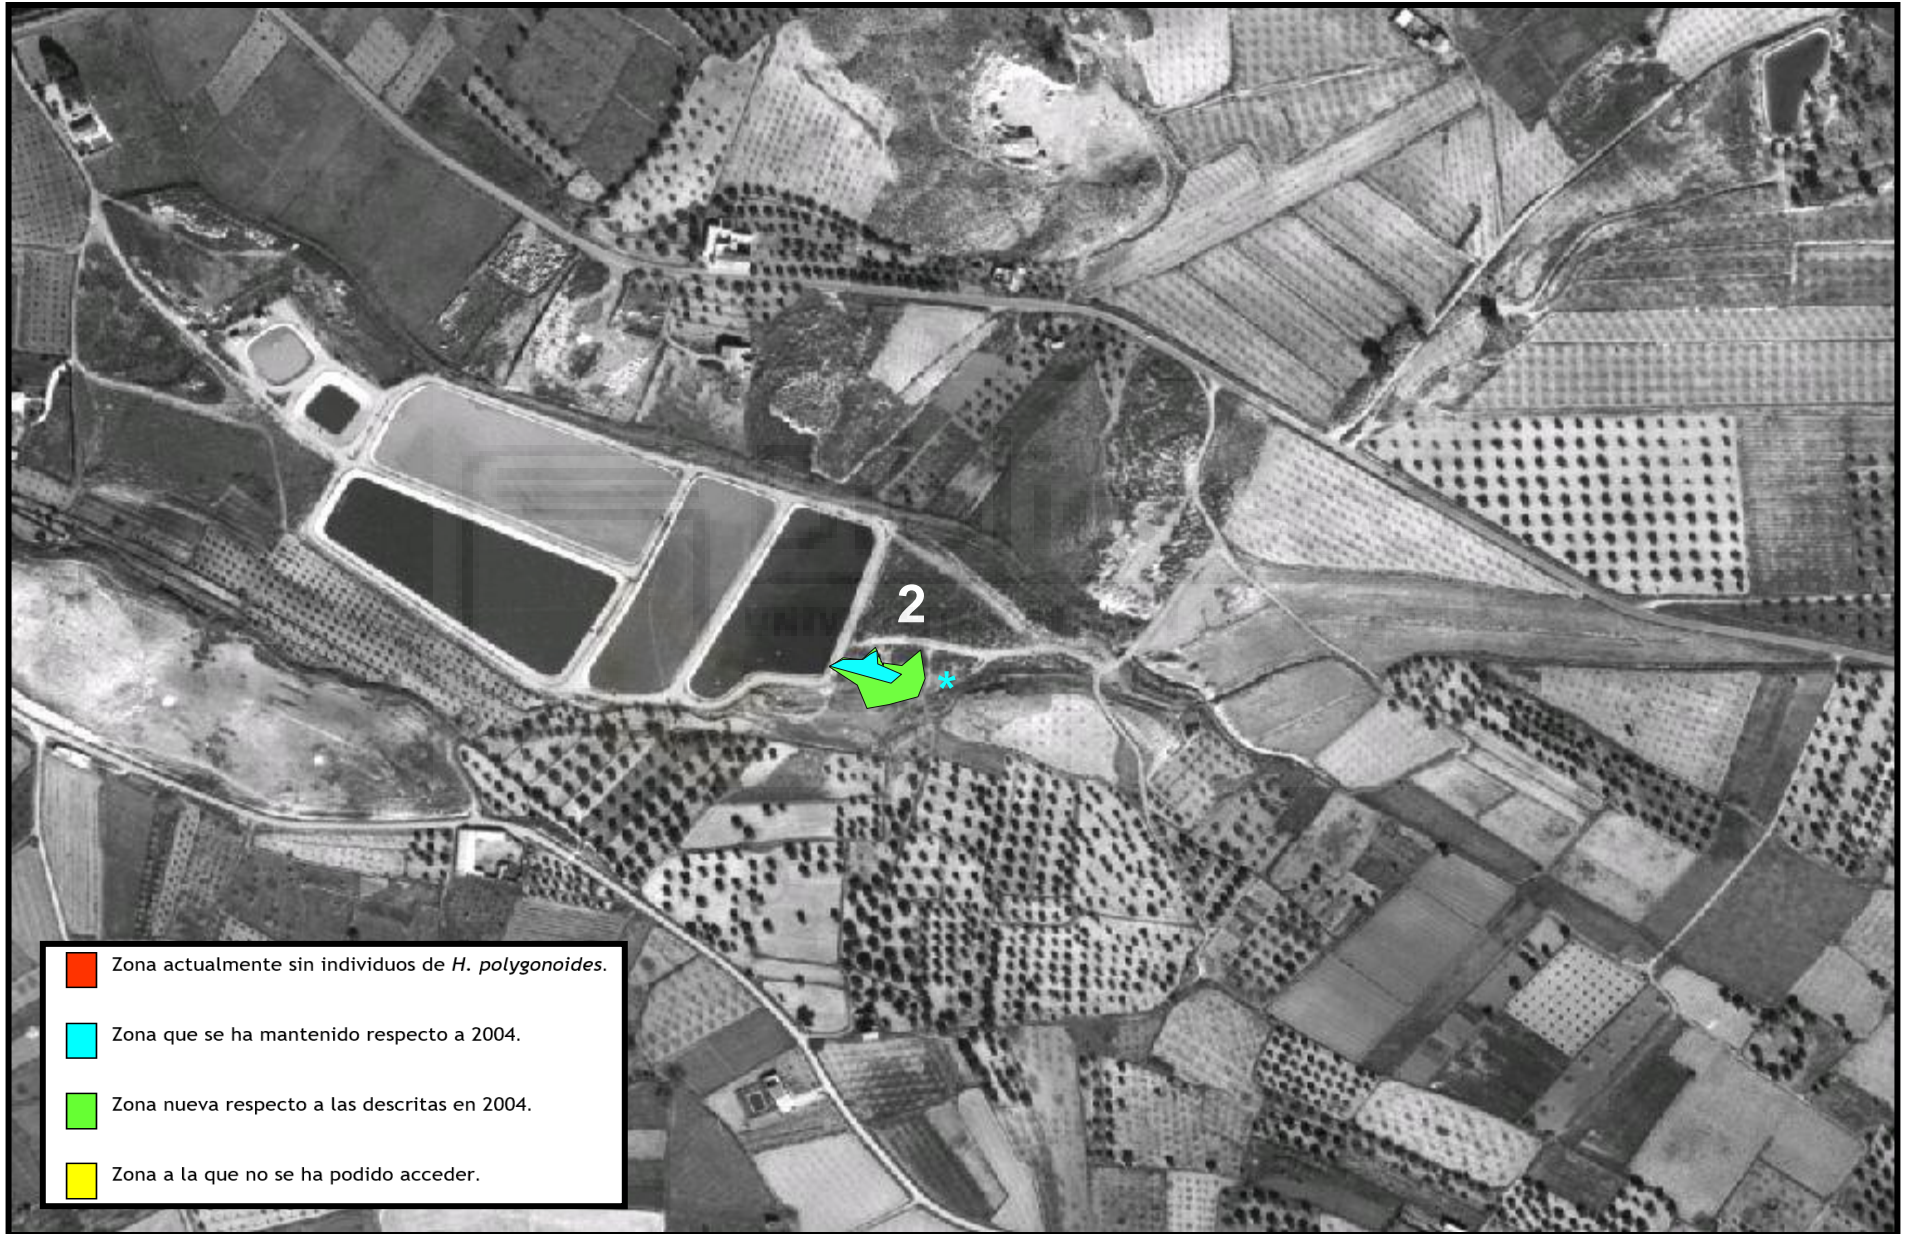 2
*
Zona actualmente sin individuos de H. polygonoides.
Zona que se ha mantenido respecto a 2004.
Zona nueva respecto a las descritas en 2004.
Zona a la que no se ha podido acceder.